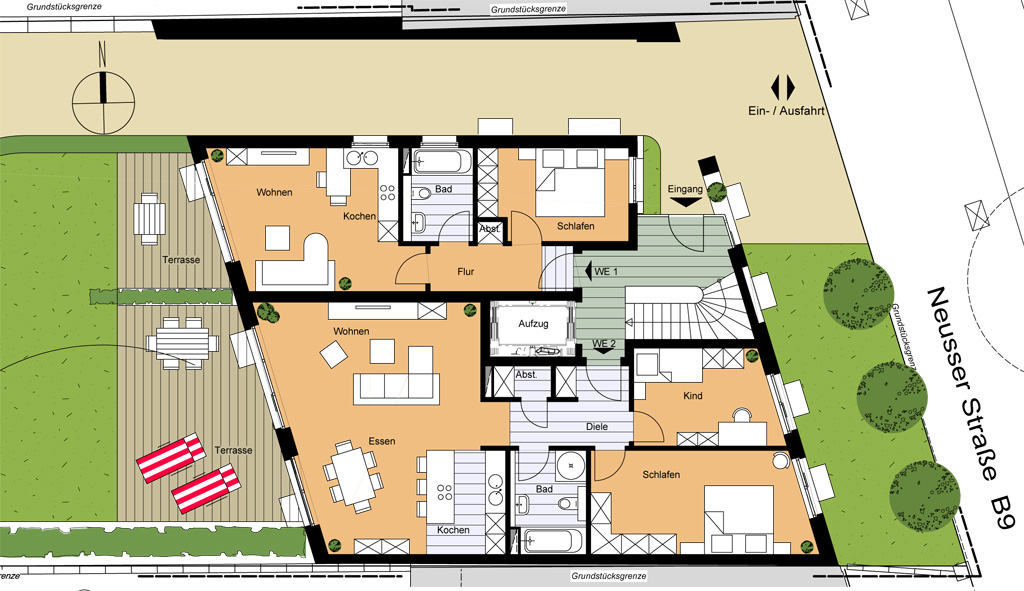 Grundstücksgrenze
Grundstücksgrenze
N
Ein- / Ausfahrt
Eingang
Wohnen
Kochen
Bad
Abst.
Schlafen
Terrasse
Flur
WE 1
Aufzug
WE 2
Wohnen
Abst.
Kind
Diele
Essen
Terrasse
Schlafen
Bad
Kochen
Grundstücksgrenze
Neusser Straße B9
Grundstücksgrenze
renze